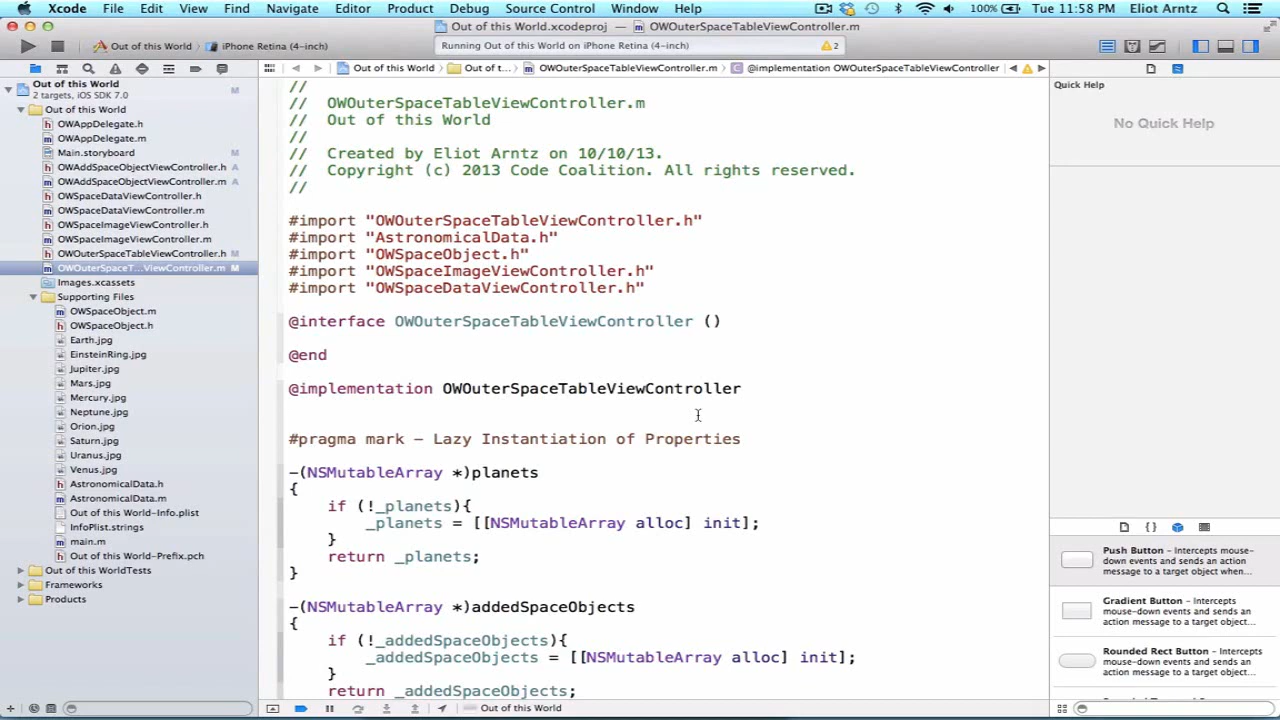 Xcode File Edit View Find Navigate Editor Product Debug Source Control Window Help 100% Tue 11:58 PM Eliot Arntz
Out of this World.xcodeproj — OWOuterSpaceTableViewController.m
Out of this World iPhone Retina (4-inch) Running Out of this World on iPhone Retina (4-inch) 2
Out of this World Out of t... OWOuterSpaceTableViewController.m @implementation OWOuterSpaceTableViewController
Out of this World M
2 targets, iOS SDK 7.0
Out of this World
OWAppDelegate.h
OWAppDelegate.m
Main.storyboard M
OWAddSpaceObjectViewController.h A
OWAddSpaceObjectViewController.m A
OWSpaceDataViewController.h
OWSpaceDataViewController.m
OWSpaceImageViewController.h
OWSpaceImageViewController.m
OWOuterSpaceTableViewController.h M
OWOuterSpaceT...ViewController.m M
Images.xcassets
Supporting Files
OWSpaceObject.m
OWSpaceObject.h
Earth.jpg
EinsteinRing.jpg
Jupiter.jpg
Mars.jpg
Mercury.jpg
Neptune.jpg
Orion.jpg
Saturn.jpg
Uranus.jpg
Venus.jpg
AstronomicalData.h
AstronomicalData.m
Out of this World-Info.plist
InfoPlist.strings
main.m
Out of this World-Prefix.pch
Out of this WorldTests
Frameworks
Products
//
// OWOuterSpaceTableViewController.m
// Out of this World
//
// Created by Eliot Arntz on 10/10/13.
// Copyright (c) 2013 Code Coalition. All rights reserved.
//
#import "OWOuterSpaceTableViewController.h"
#import "AstronomicalData.h"
#import "OWSpaceObject.h"
#import "OWSpaceImageViewController.h"
#import "OWSpaceDataViewController.h"
@interface OWOuterSpaceTableViewController ()
@end
@implementation OWOuterSpaceTableViewController
#pragma mark - Lazy Instantiation of Properties
-(NSMutableArray *)planets
{
if (!_planets){
_planets = [[NSMutableArray alloc] init];
}
return _planets;
}
-(NSMutableArray *)addedSpaceObjects
{
if (!_addedSpaceObjects){
_addedSpaceObjects = [[NSMutableArray alloc] init];
}
return _addedSpaceObjects;
Out of this World
Quick Help
No Quick Help
{ }
Push Button - Intercepts mouse-
down events and sends an action
message to a target object when...
Gradient Button - Intercepts
mouse-down events and sends an
action message to a target object...
Rounded Rect Button - Intercepts
mouse-down events and sends an
action message to a target object...